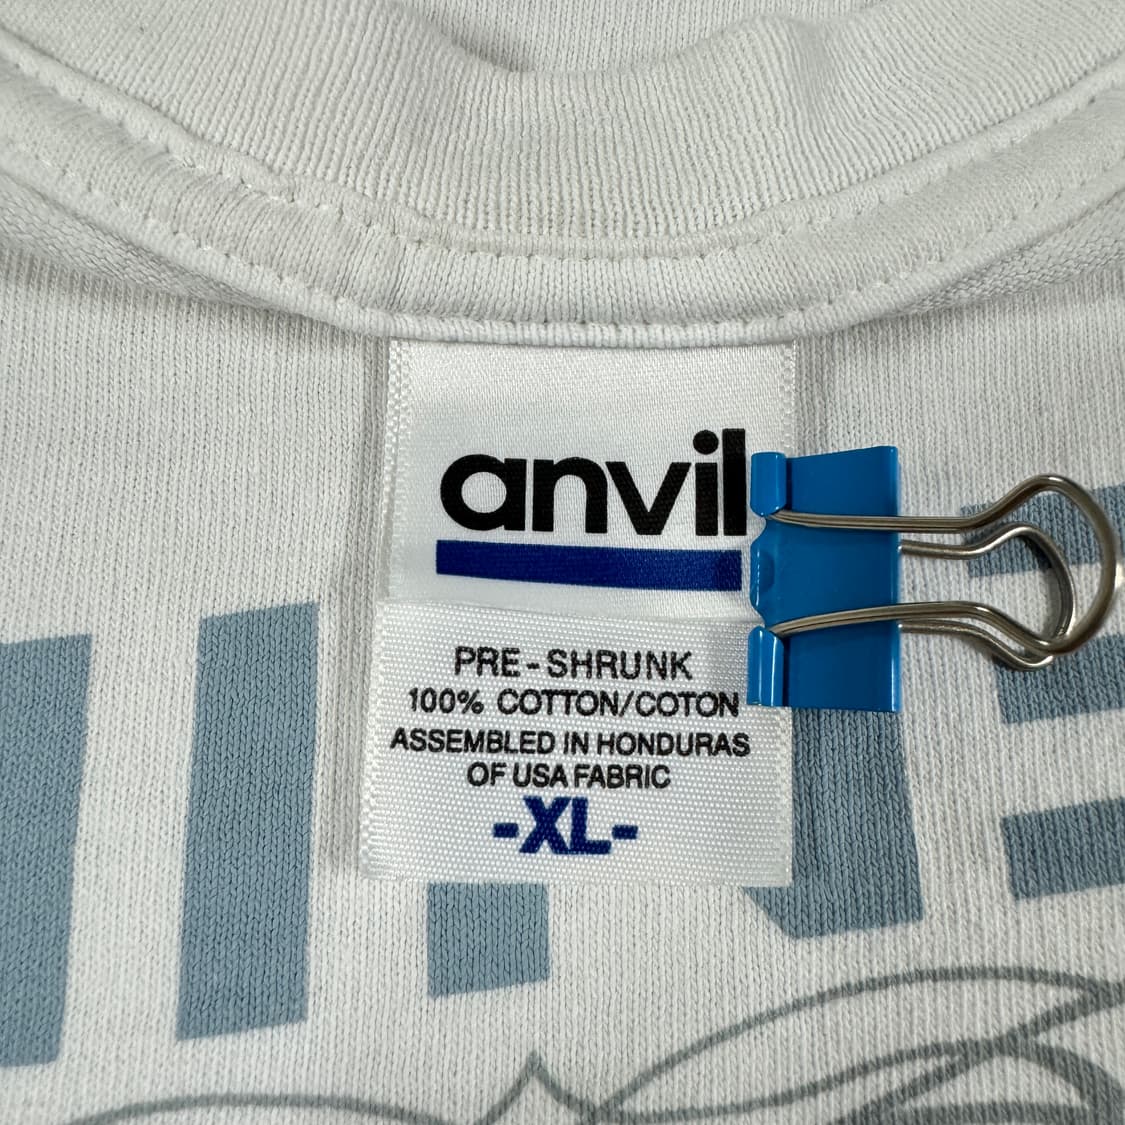 anvil
PRE-SHRUNK
100% COTTON/COTON
ASSEMBLED IN HONDURAS
OF USA FABRIC
-XL-